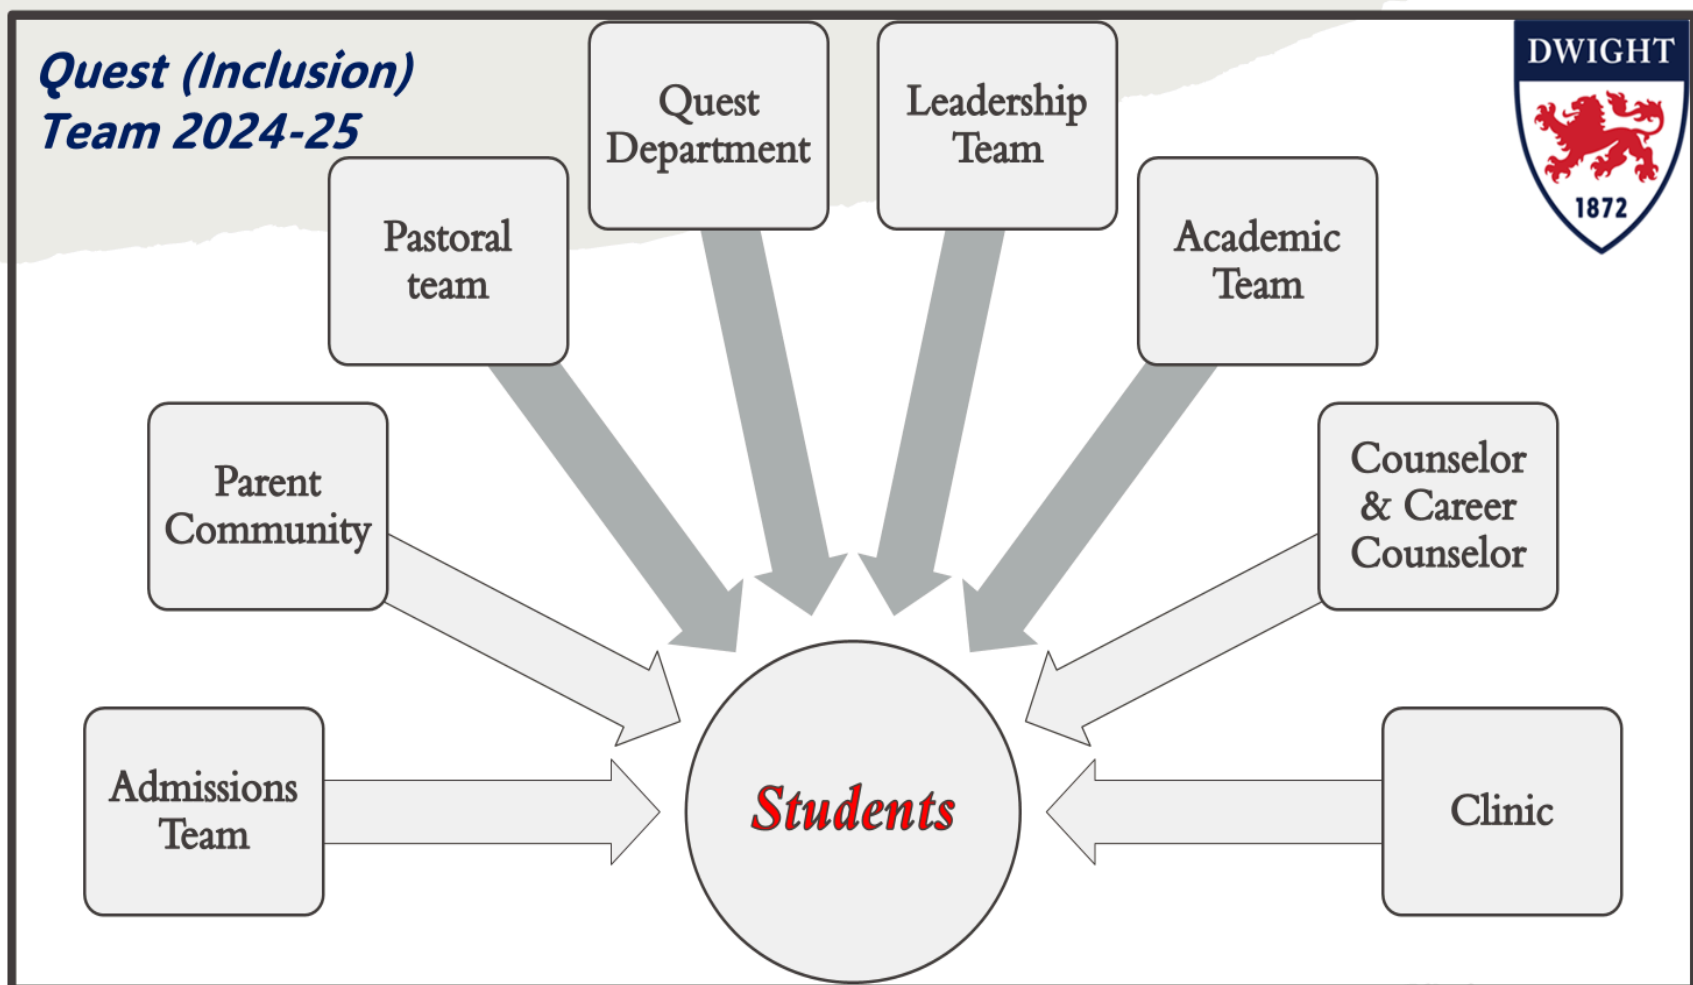 Quest (Inclusion)
Team 2024-25
Quest
Department
Leadership
Team
DWIGHT
1872
Pastoral
team
Academic
Team
Parent
Community
Counselor
& Career
Counselor
Admissions
Team
Students
Clinic